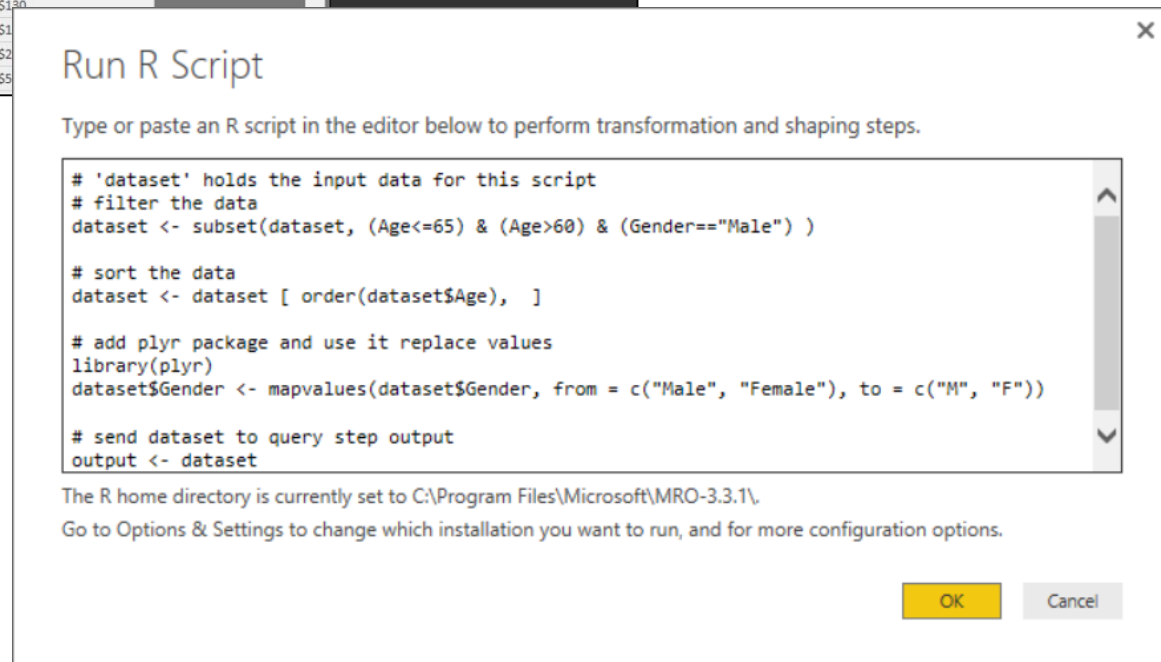 $130
$1
$2
$5
Run R Script
Type or paste an R script in the editor below to perform transformation and shaping steps.
# 'dataset' holds the input data for this script
# filter the data
dataset <- subset(dataset, (Age<=65) & (Age>60) & (Gender=="Male") )
# sort the data
dataset <- dataset [ order(dataset$Age),  ]
# add plyr package and use it replace values
library(plyr)
dataset$Gender <- mapvalues(dataset$Gender, from = c("Male", "Female"), to = c("M", "F"))
# send dataset to query step output
output <- dataset
The R home directory is currently set to C:\Program Files\Microsoft\MRO-3.3.1\.
Go to Options & Settings to change which installation you want to run, and for more configuration options.
OK
Cancel